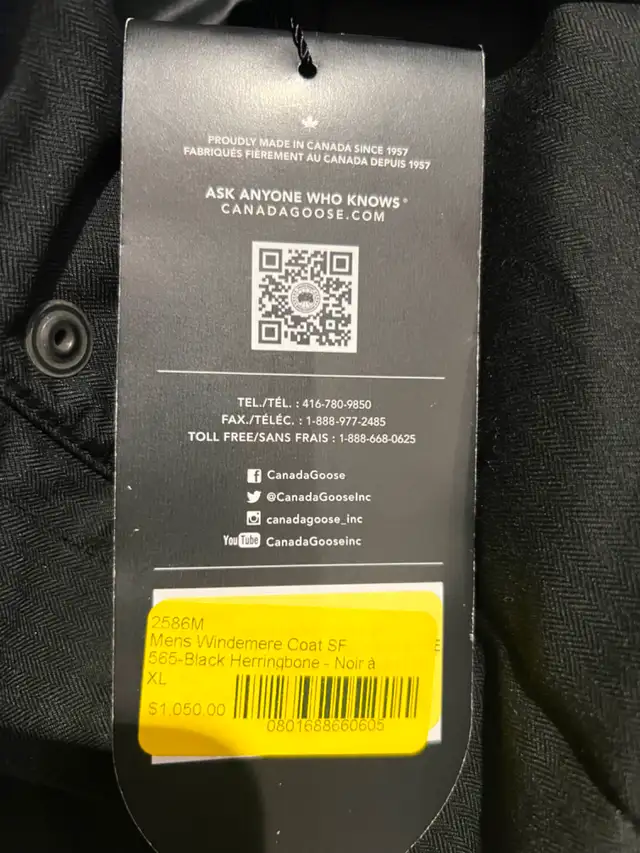 PROUDLY MADE IN CANADA SINCE 1957
FABRIQUÉS FIÈREMENT AU CANADA DEPUIS 1957
ASK ANYONE WHO KNOWS®
CANADAGOOSE.COM
TEL./TÉL. : 416-780-9850
FAX./TÉLÉC. : 1-888-977-2485
TOLL FREE/SANS FRAIS : 1-888-668-0625
CanadaGoose
@CanadaGooseInc
canadagoose_inc
YouTube CanadaGooseinc
2586M
Mens Windemere Coat SF
565-Black Herringbone - Noir à
XL
$1,050.00
0801688660605